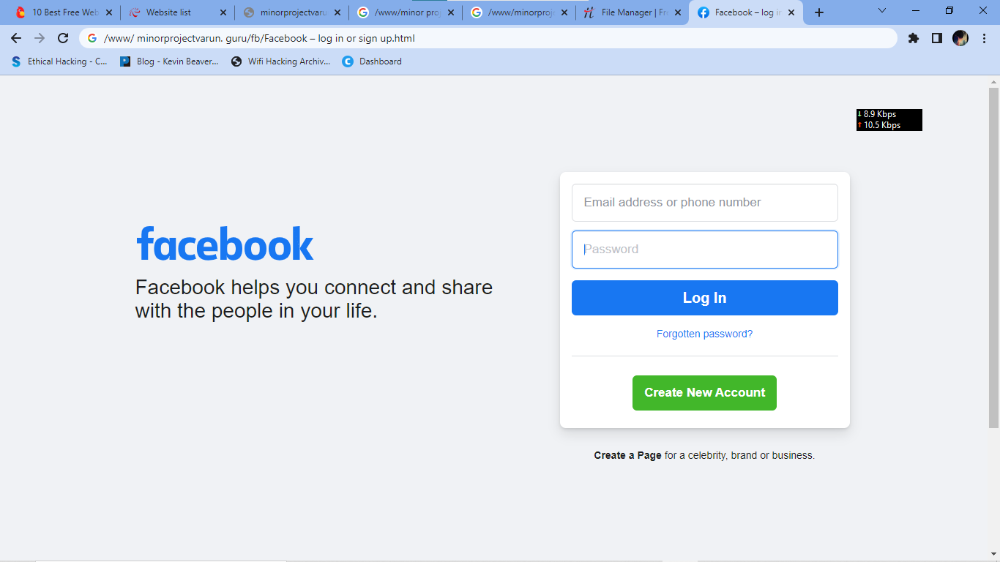 10 Best Free Web
Website list
minorprojectvaru
/www/minor proj
/www/minorproje
File Manager | Fr
Facebook – log in
/www/ minorprojectvarun. guru/fb/Facebook – log in or sign up.html
Ethical Hacking - C...
Blog - Kevin Beaver...
Wifi Hacking Archiv...
Dashboard
8.9 Kbps
10.5 Kbps
Email address or phone number
facebook
Password
Facebook helps you connect and share
with the people in your life.
Log In
Forgotten password?
Create New Account
Create a Page for a celebrity, brand or business.